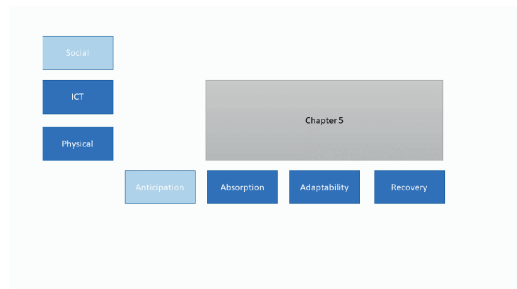 Social
ICT
Chapter 5
Physical
Anticipation
Absorption
Adaptability
Recovery